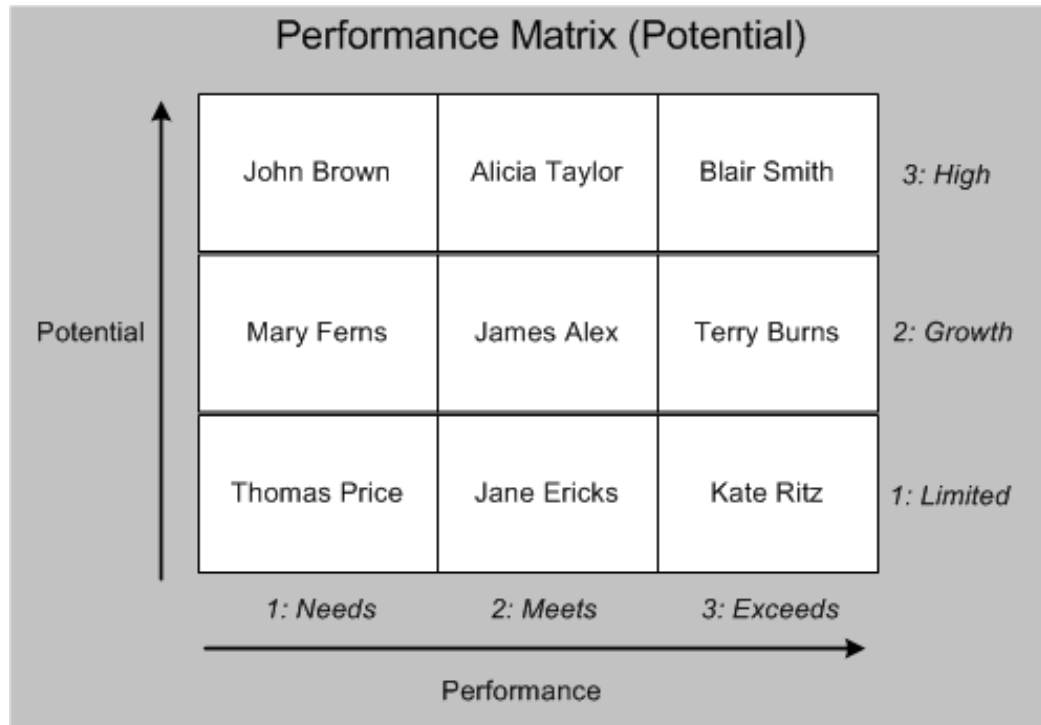 Performance Matrix (Potential)
John Brown Alicia Taylor Blair Smith 3: High
Potential Mary Ferns James Alex Terry Burns 2: Growth
Thomas Price Jane Ericks Kate Ritz 1: Limited
1: Needs 2: Meets 3: Exceeds
Performance